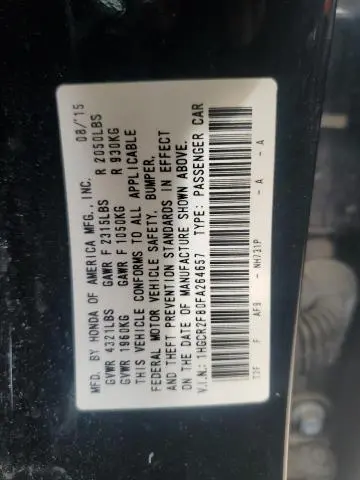 MFD. BY HONDA OF AMERICA MFG., INC. 08/'15
GVWR 4321LBS GAWR F 2315LBS R 2050LBS
GVWR 1960KG GAWR F 1050KG R 930KG
THIS VEHICLE CONFORMS TO ALL APPLICABLE
FEDERAL MOTOR VEHICLE SAFETY, BUMPER,
AND THEFT PREVENTION STANDARDS IN EFFECT
ON THE DATE OF MANUFACTURE SHOWN ABOVE.
V.I.N.: 1HGCR2F80FA264657 TYPE: PASSENGER CAR
T2F F AF9 - NH731P - A - A